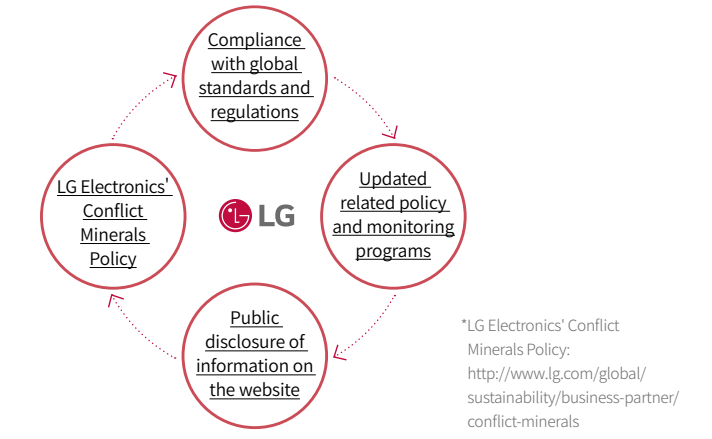 Compliance
with global
standards and
regulations
LG Electronics'
Conflict
Minerals
Policy
LG
Updated
related policy
and monitoring
programs
Public
disclosure of
information on
the website
*LG Electronics' Conflict
Minerals Policy:
http://www.lg.com/global/
sustainability/business-partner/
conflict-minerals